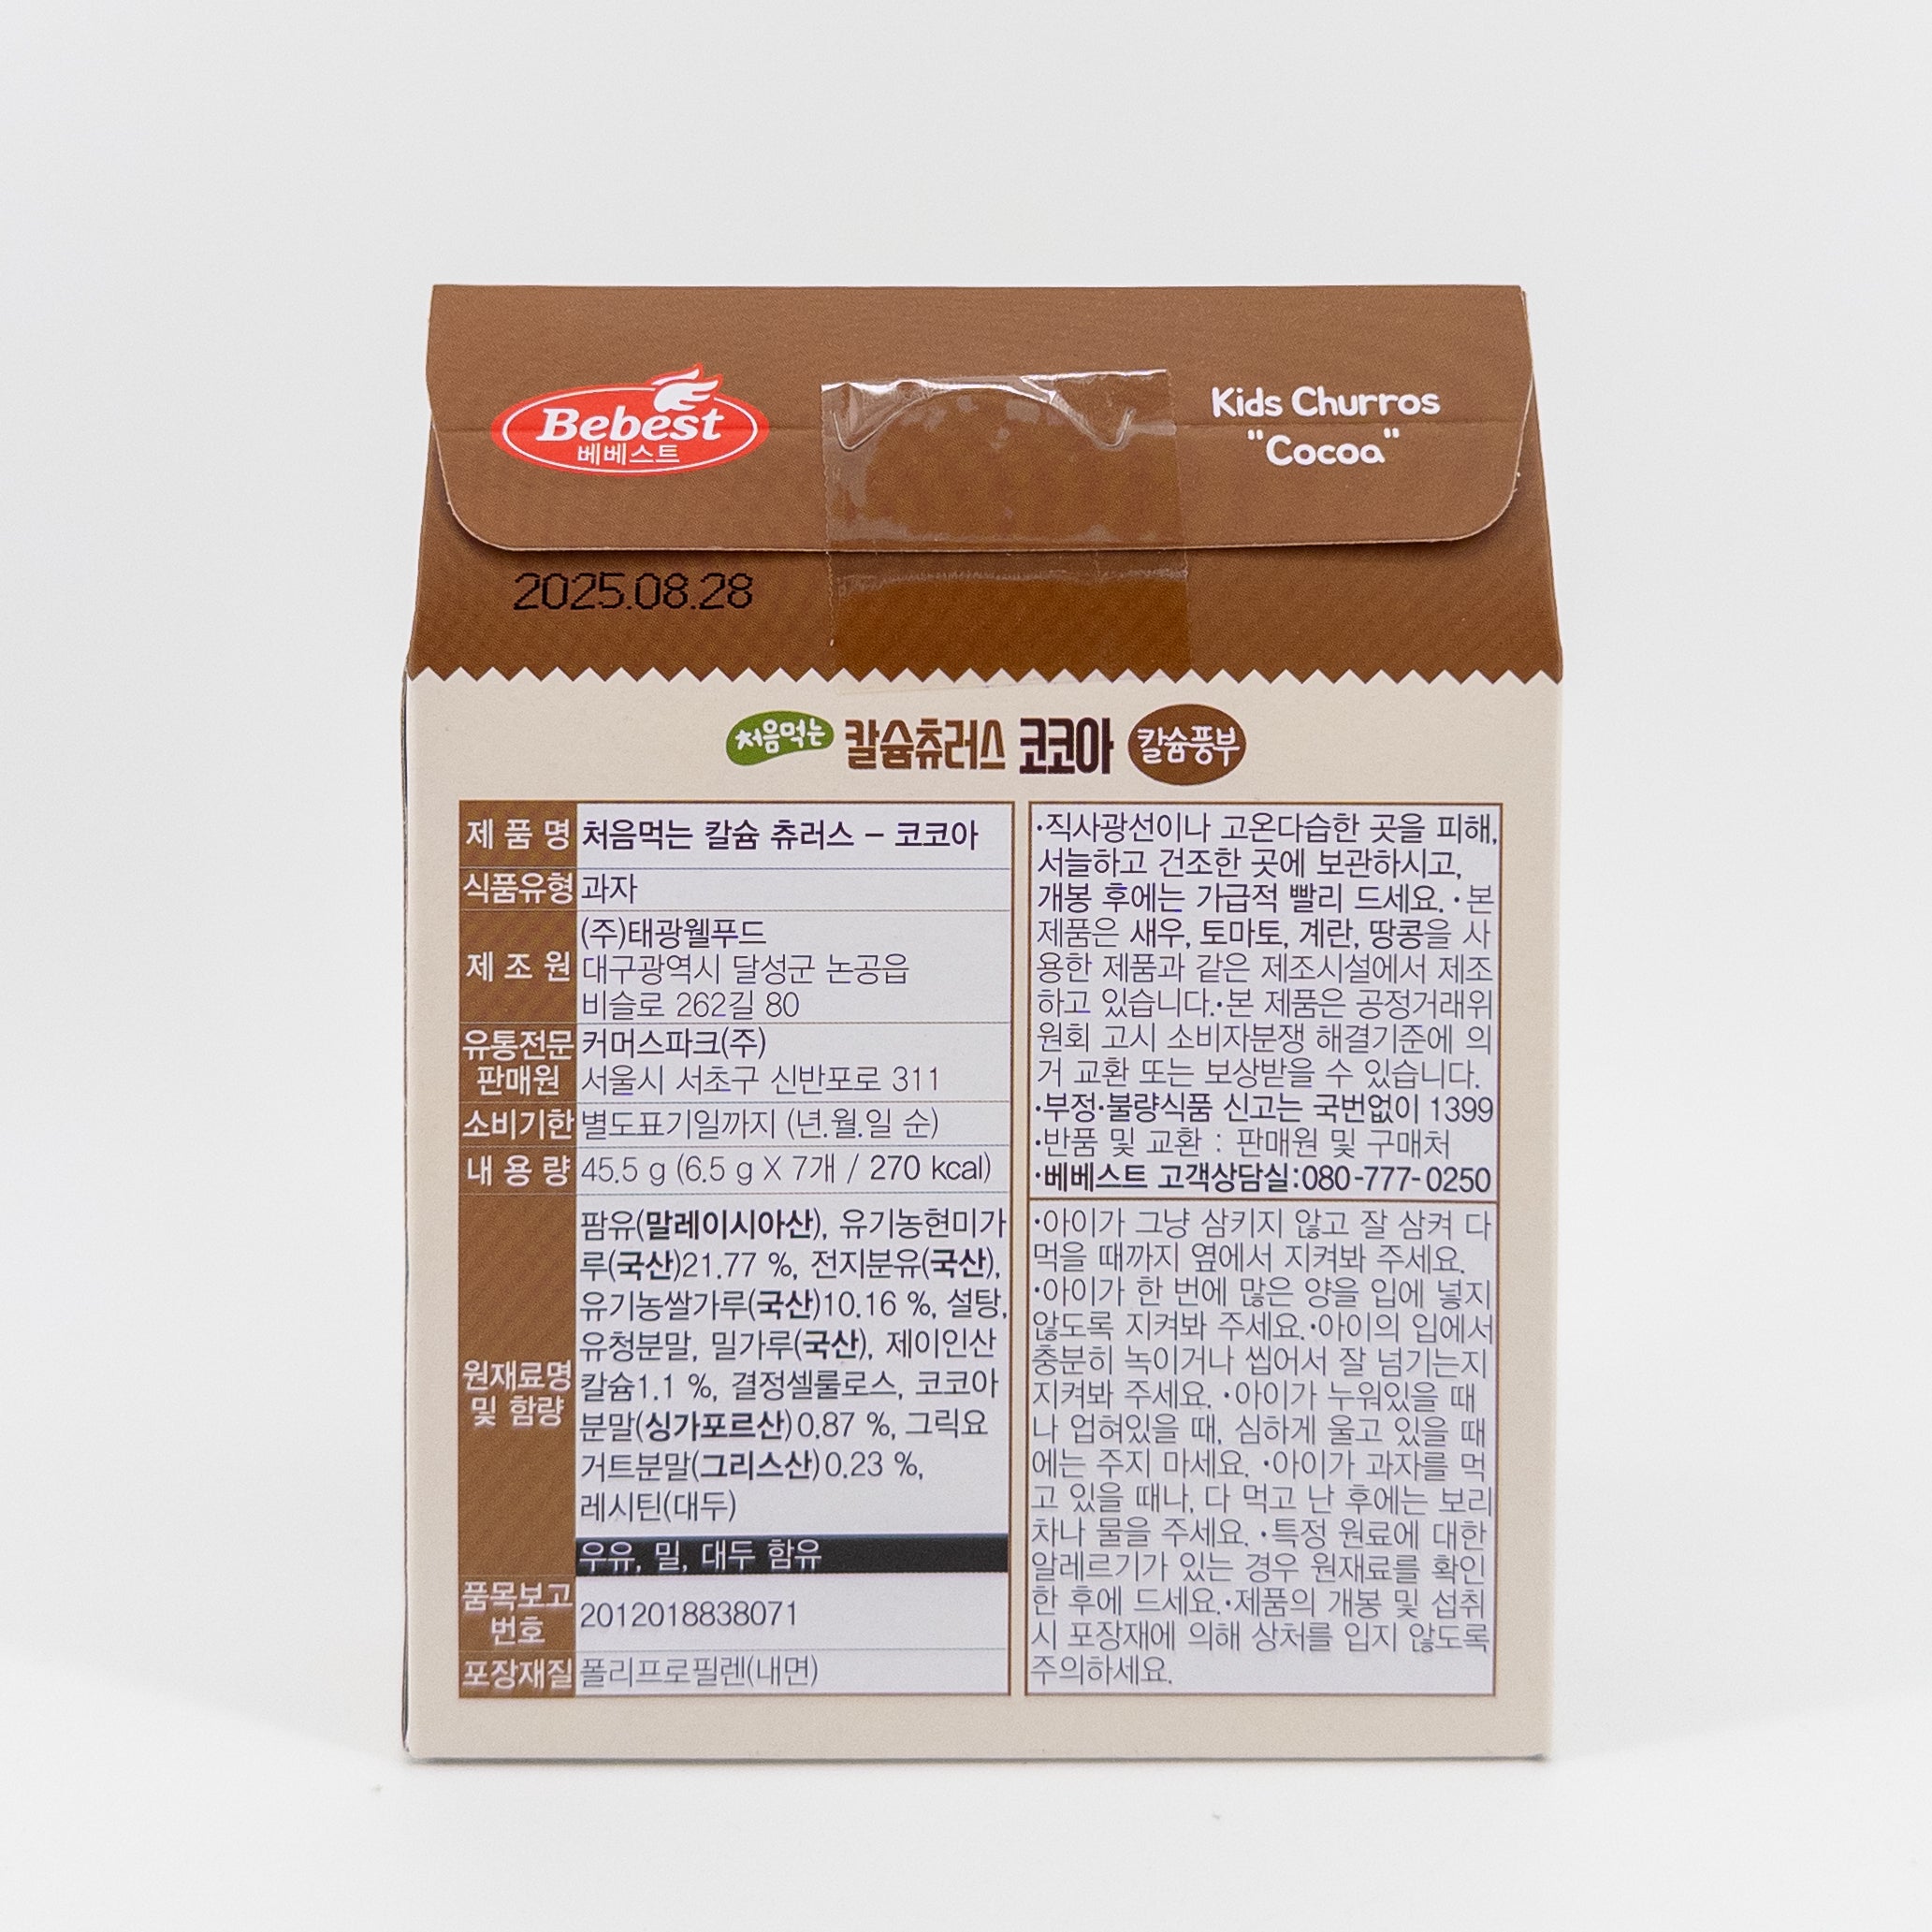 Bebest
베베스트
Kids Churros
"Cocoa"
2025.08.28
처음먹는 칼슘츄러스 코코아 칼슘풍부
제품명 처음먹는 칼슘 츄러스 – 코코아
식품유형 과자
제조원 (주)태광웰푸드
대구광역시 달성군 논공읍
비슬로 262길 80
유통전문 판매원 커머스파크(주)
서울시 서초구 신반포로 311
소비기한 별도표기일까지 (년.월.일 순)
내용량 45.5 g (6.5 g X 7개 / 270 kcal)
원재료명
및 함량
팜유(말레이시아산), 유기농현미가
루(국산)21.77 %, 전지분유(국산),
유기농쌀가루(국산)10.16 %, 설탕,
유청분말, 밀가루(국산), 제이인산
칼슘1.1 %, 결정셀룰로스, 코코아
분말(싱가포르산)0.87 %, 그릭요
거트분말(그리스산)0.23 %,
레시틴(대두)
우유, 밀, 대두 함유
품목보고
번호
2012018838071
포장재질 폴리프로필렌(내면)
·직사광선이나 고온다습한 곳을 피해,
서늘하고 건조한 곳에 보관하시고,
개봉 후에는 가급적 빨리 드세요. ·본
제품은 새우, 토마토, 계란, 땅콩을 사
용한 제품과 같은 제조시설에서 제조
하고 있습니다.·본 제품은 공정거래위
원회 고시 소비자분쟁 해결기준에 의
거 교환 또는 보상받을 수 있습니다.
·부정·불량식품 신고는 국번없이 1399
·반품 및 교환 : 판매원 및 구매처
·베베스트 고객상담실:080-777-0250
·아이가 그냥 삼키지 않고 잘 삼켜 다
먹을 때까지 옆에서 지켜봐 주세요.
·아이가 한 번에 많은 양을 입에 넣지
않도록 지켜봐 주세요.·아이의 입에서
충분히 녹이거나 씹어서 잘 넘기는지
지켜봐 주세요. ·아이가 누워있을 때
나 업혀있을 때, 심하게 울고 있을 때
에는 주지 마세요. ·아이가 과자를 먹
고 있을 때나, 다 먹고 난 후에는 보리
차나 물을 주세요. ·특정 원료에 대한
알레르기가 있는 경우 원재료를 확인
한 후에 드세요.·제품의 개봉 및 섭취
시 포장재에 의해 상처를 입지 않도록
주의하세요.